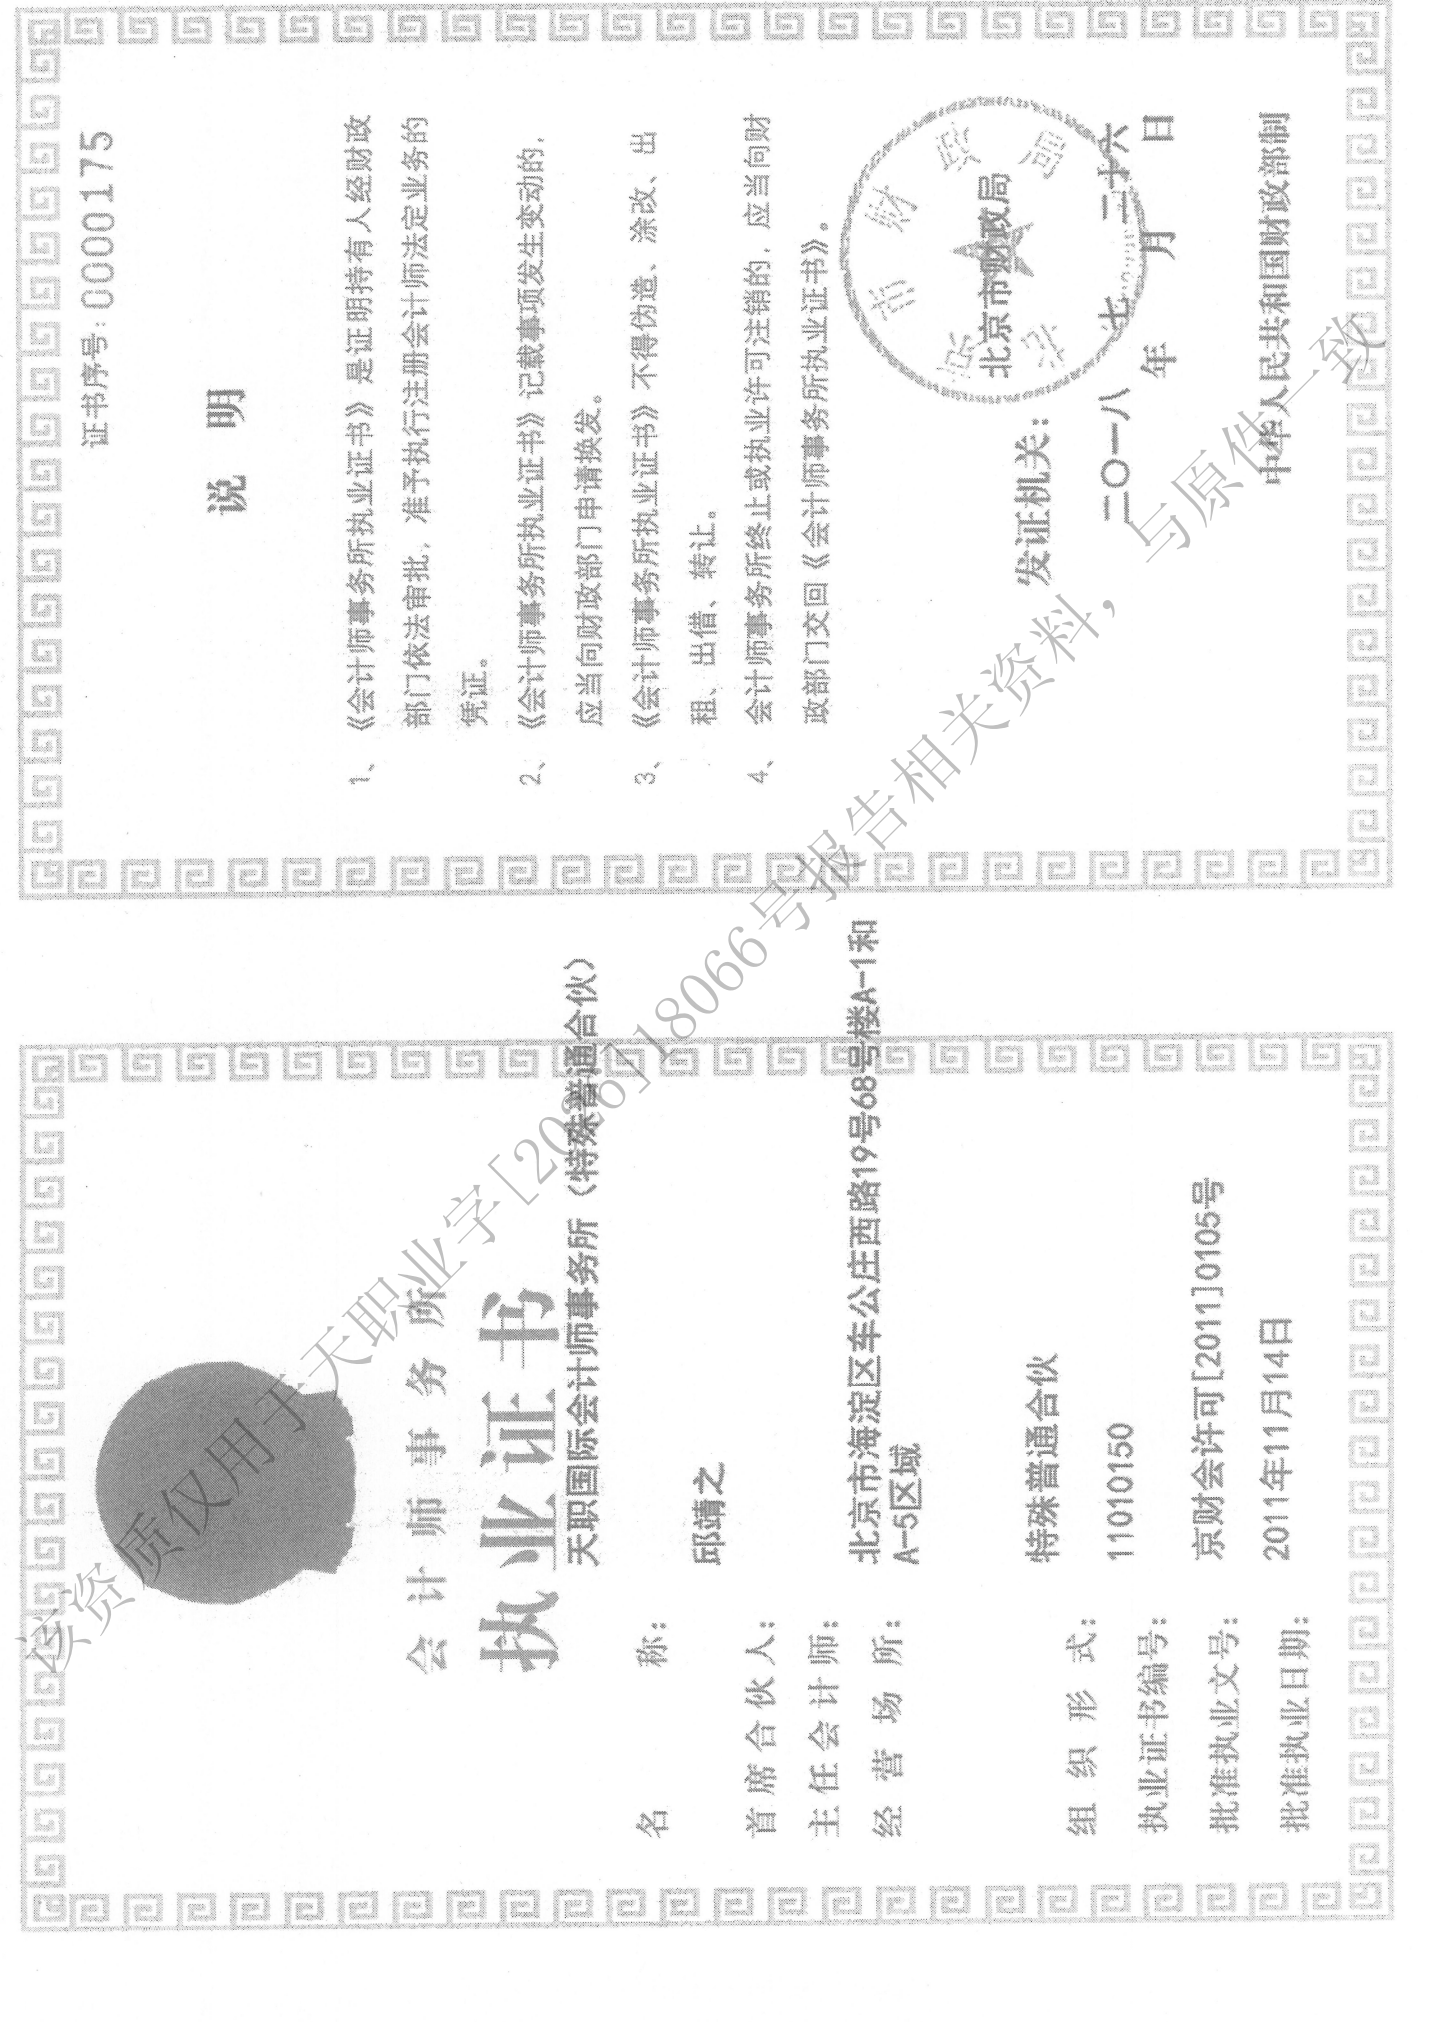 会计师事务所
执业证书
名称：
天职国际会计师事务所（特殊普通合伙）
首席合伙人：
邱靖之
主任会计师：
经营场所：
北京市海淀区车公庄西路19号68号楼A-1和
A-5区域
组织形式：
特殊普通合伙
执业证书编号：
11010150
批准执业文号：
京财会许可[2011]0105号
批准执业日期：
2011年11月14日
证书序号：0000175
说明
1、《会计师事务所执业证书》是证明持有人经财政
部门依法审批，准予执行注册会计师法定业务的
凭证。
2、《会计师事务所执业证书》记载事项发生变动的，
应当向财政部门申请换发。
3、《会计师事务所执业证书》不得伪造、涂改、出
租、出借、转让。
4、会计师事务所终止或执业许可注销的，应当向财
政部门交回《会计师事务所执业证书》。
发证机关：
北京市财政局
北京市财政局
二〇一八年七月二十六日
中华人民共和国财政部制
该资质仅用于天职业字[2026]18066号报告相关资料，与原件一致